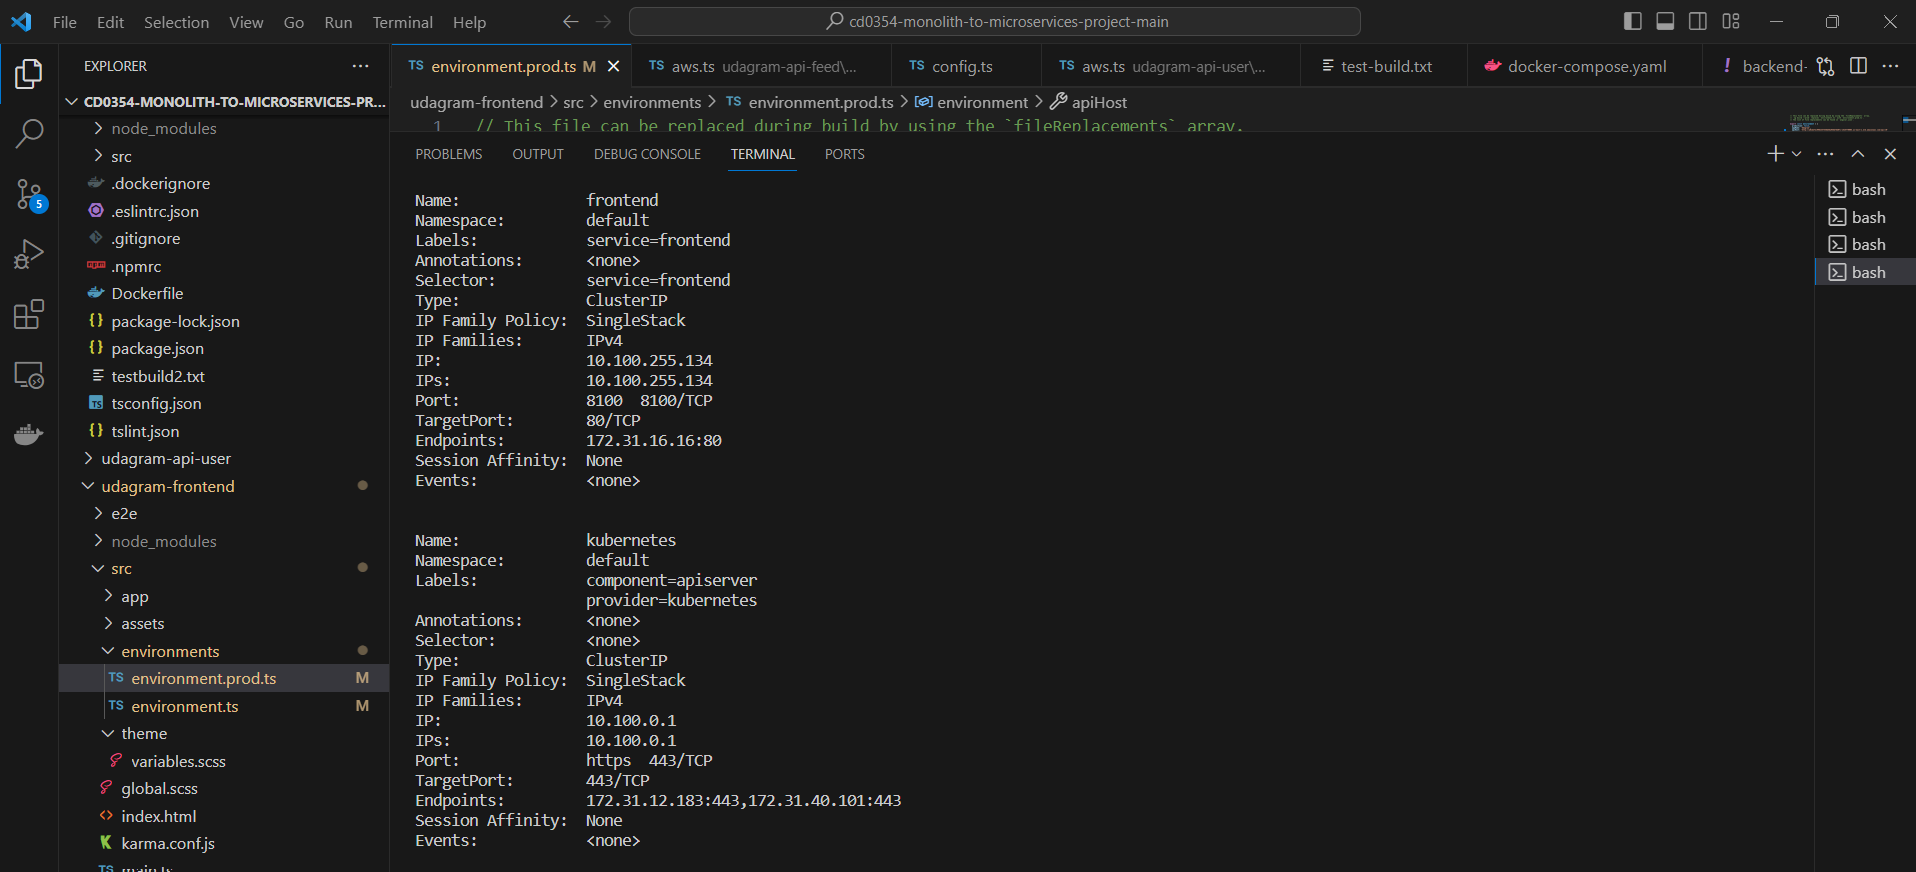 File Edit Selection View Go Run Terminal Help
cd0354-monolith-to-microservices-project-main
EXPLORER
CD0354-MONOLITH-TO-MICROSERVICES-PR...
node_modules
src
.dockerignore
.eslintrc.json
.gitignore
.npmrc
Dockerfile
package-lock.json
package.json
testbuild2.txt
tsconfig.json
tslint.json
udagram-api-user
udagram-frontend
e2e
node_modules
src
app
assets
environments
TS environment.prod.ts M
TS environment.ts M
theme
variables.scss
global.scss
index.html
karma.conf.js
TS main.ts
5
TS environment.prod.ts M
TS aws.ts udagram-api-feed\...
TS config.ts
TS aws.ts udagram-api-user\...
test-build.txt
docker-compose.yaml
! backend-
udagram-frontend > src > environments > TS environment.prod.ts > environment > apiHost
1 // This file can be replaced during build by using the `fileReplacements` array.
PROBLEMS OUTPUT DEBUG CONSOLE TERMINAL PORTS
Name: frontend
Namespace: default
Labels: service=frontend
Annotations: <none>
Selector: service=frontend
Type: ClusterIP
IP Family Policy: SingleStack
IP Families: IPv4
IP: 10.100.255.134
IPs: 10.100.255.134
Port: 8100 8100/TCP
TargetPort: 80/TCP
Endpoints: 172.31.16.16:80
Session Affinity: None
Events: <none>
Name: kubernetes
Namespace: default
Labels: component=apiserver
provider=kubernetes
Annotations: <none>
Selector: <none>
Type: ClusterIP
IP Family Policy: SingleStack
IP Families: IPv4
IP: 10.100.0.1
IPs: 10.100.0.1
Port: https 443/TCP
TargetPort: 443/TCP
Endpoints: 172.31.12.183:443,172.31.40.101:443
Session Affinity: None
Events: <none>
bash
bash
bash
bash